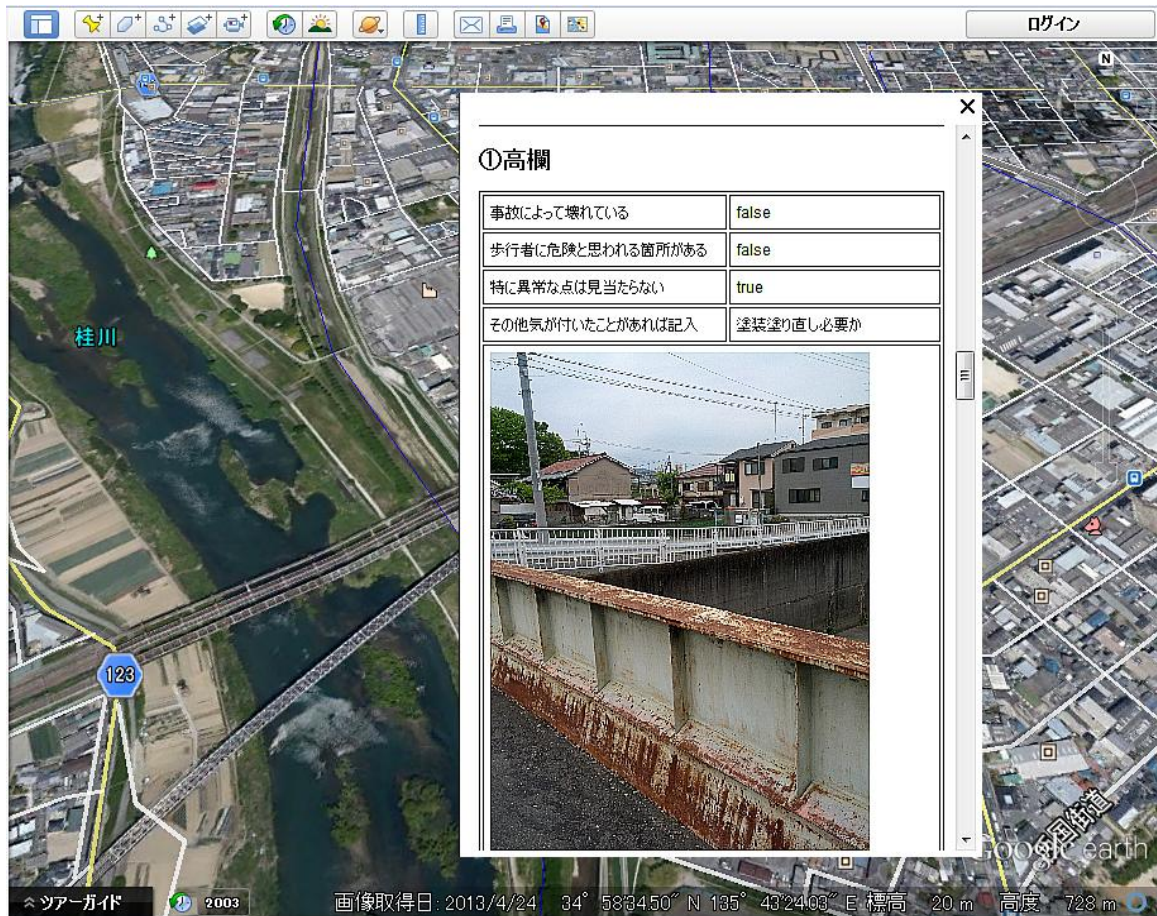 ログイン
N
①高欄
事故によって壊れている false
歩行者に危険と思われる箇所がある false
特に異常な点は見当たらない true
その他気が付いたことがあれば記入 塗装塗り直し必要か
桂川
123
Google earth
ツアーガイド
2003
画像取得日: 2013/4/24 34° 58'34.50" N 135° 43'24.03" E 標高 20 m 高度 728 m